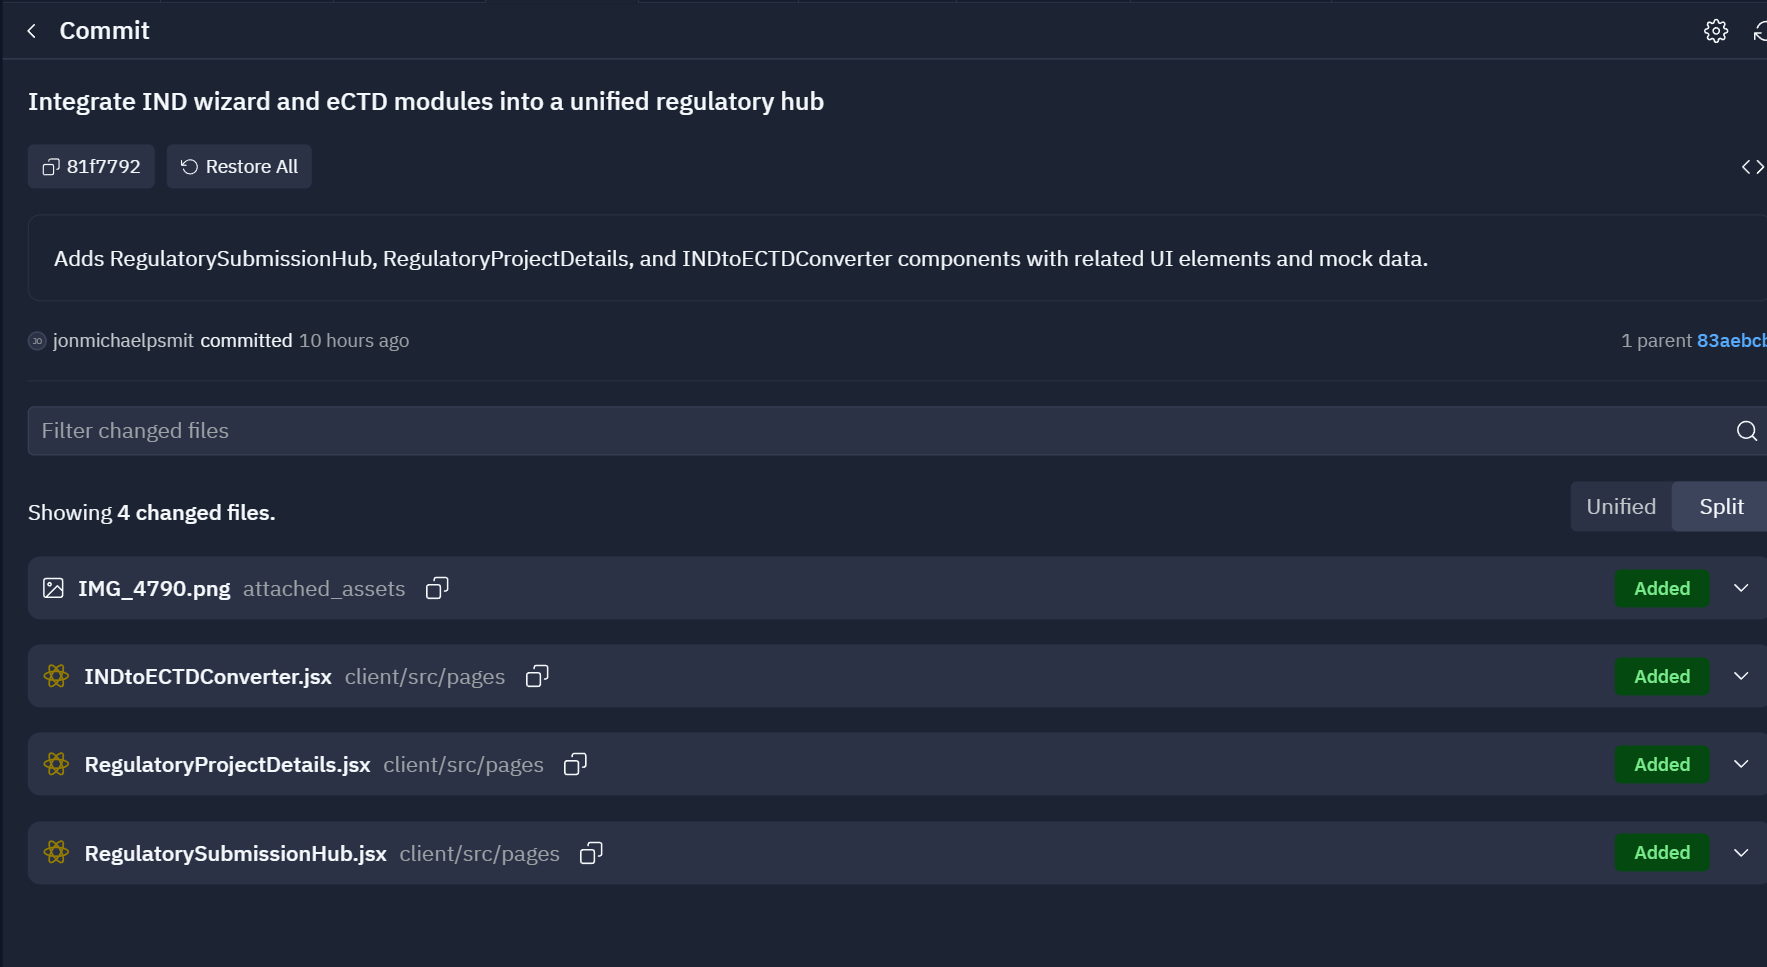 Commit
Integrate IND wizard and eCTD modules into a unified regulatory hub
81f7792 Restore All
Adds RegulatorySubmissionHub, RegulatoryProjectDetails, and INDtoECTDConverter components with related UI elements and mock data.
JO jonmichaelpsmit committed 10 hours ago 1 parent 83aebcb
Filter changed files
Showing 4 changed files. Unified Split
IMG_4790.png attached_assets Added
INDtoECTDConverter.jsx client/src/pages Added
RegulatoryProjectDetails.jsx client/src/pages Added
RegulatorySubmissionHub.jsx client/src/pages Added